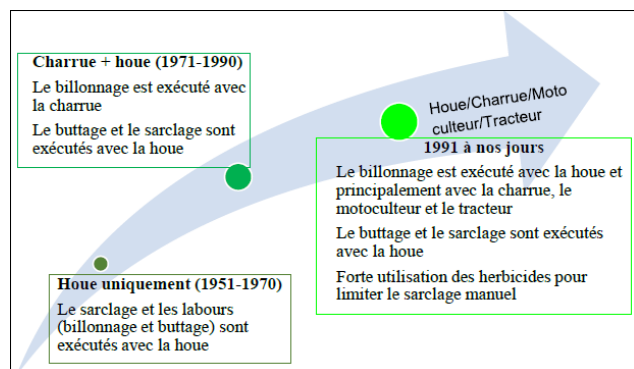 Charrue + houe (1971-1990)
Le billonnage est exécuté avec
la charrue
Le buttage et le sarclage sont
exécutés avec la houe
Houe/Charrue/Moto
culteur/Tracteur
1991 à nos jours
Le billonnage est exécuté avec la houe et
principalement avec la charrue, le
motoculteur et le tracteur
Le buttage et le sarclage sont exécutés
avec la houe
Forte utilisation des herbicides pour
limiter le sarclage manuel
Houe uniquement (1951-1970)
Le sarclage et les labours
(billonnage et buttage) sont
exécutés avec la houe